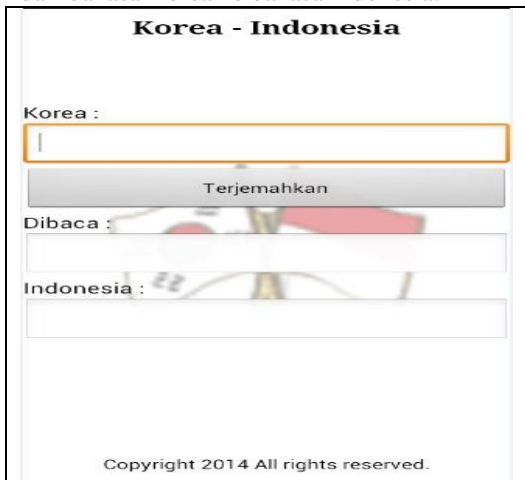 Korea - Indonesia
Korea :
Terjemahkan
Dibaca :
Indonesia :
Copyright 2014 All rights reserved.